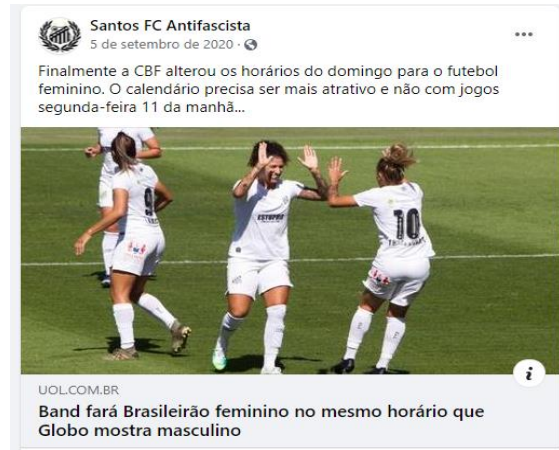 Santos FC Antifascista
5 de setembro de 2020 ·
Finalmente a CBF alterou os horários do domingo para o futebol
feminino. O calendário precisa ser mais atrativo e não com jogos
segunda-feira 11 da manhã...
9
10
UOL.COM.BR
Band fará Brasileirão feminino no mesmo horário que
Globo mostra masculino